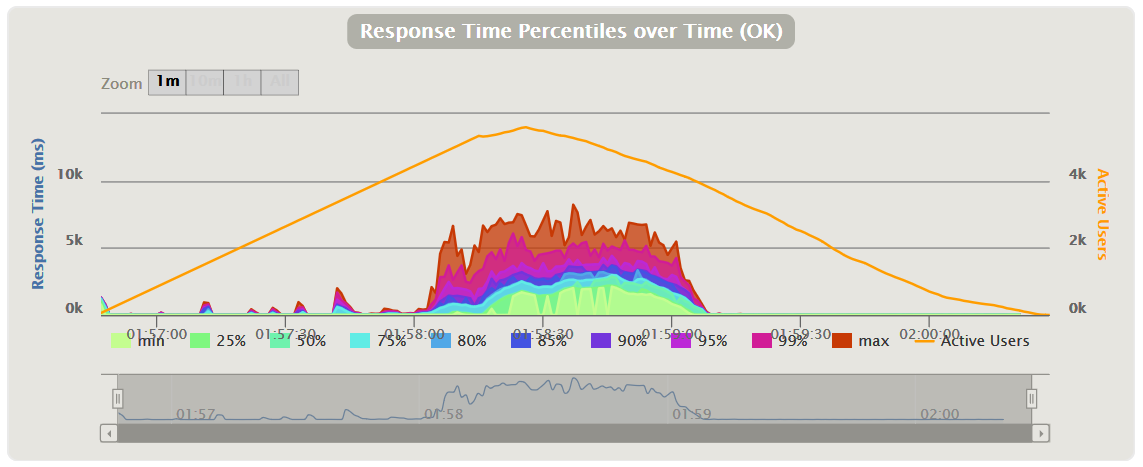 Response Time Percentiles over Time (OK)
Zoom 1m 10m 1h All
Response Time (ms)
10k
5k
0k
4k
2k
0k
Active Users
01:57:00 01:57:30 01:58:00 01:58:30 01:59:00 01:59:30 02:00:00
min 25% 50% 75% 80% 85% 90% 95% 99% max Active Users
01:57 01:58 01:59 02:00